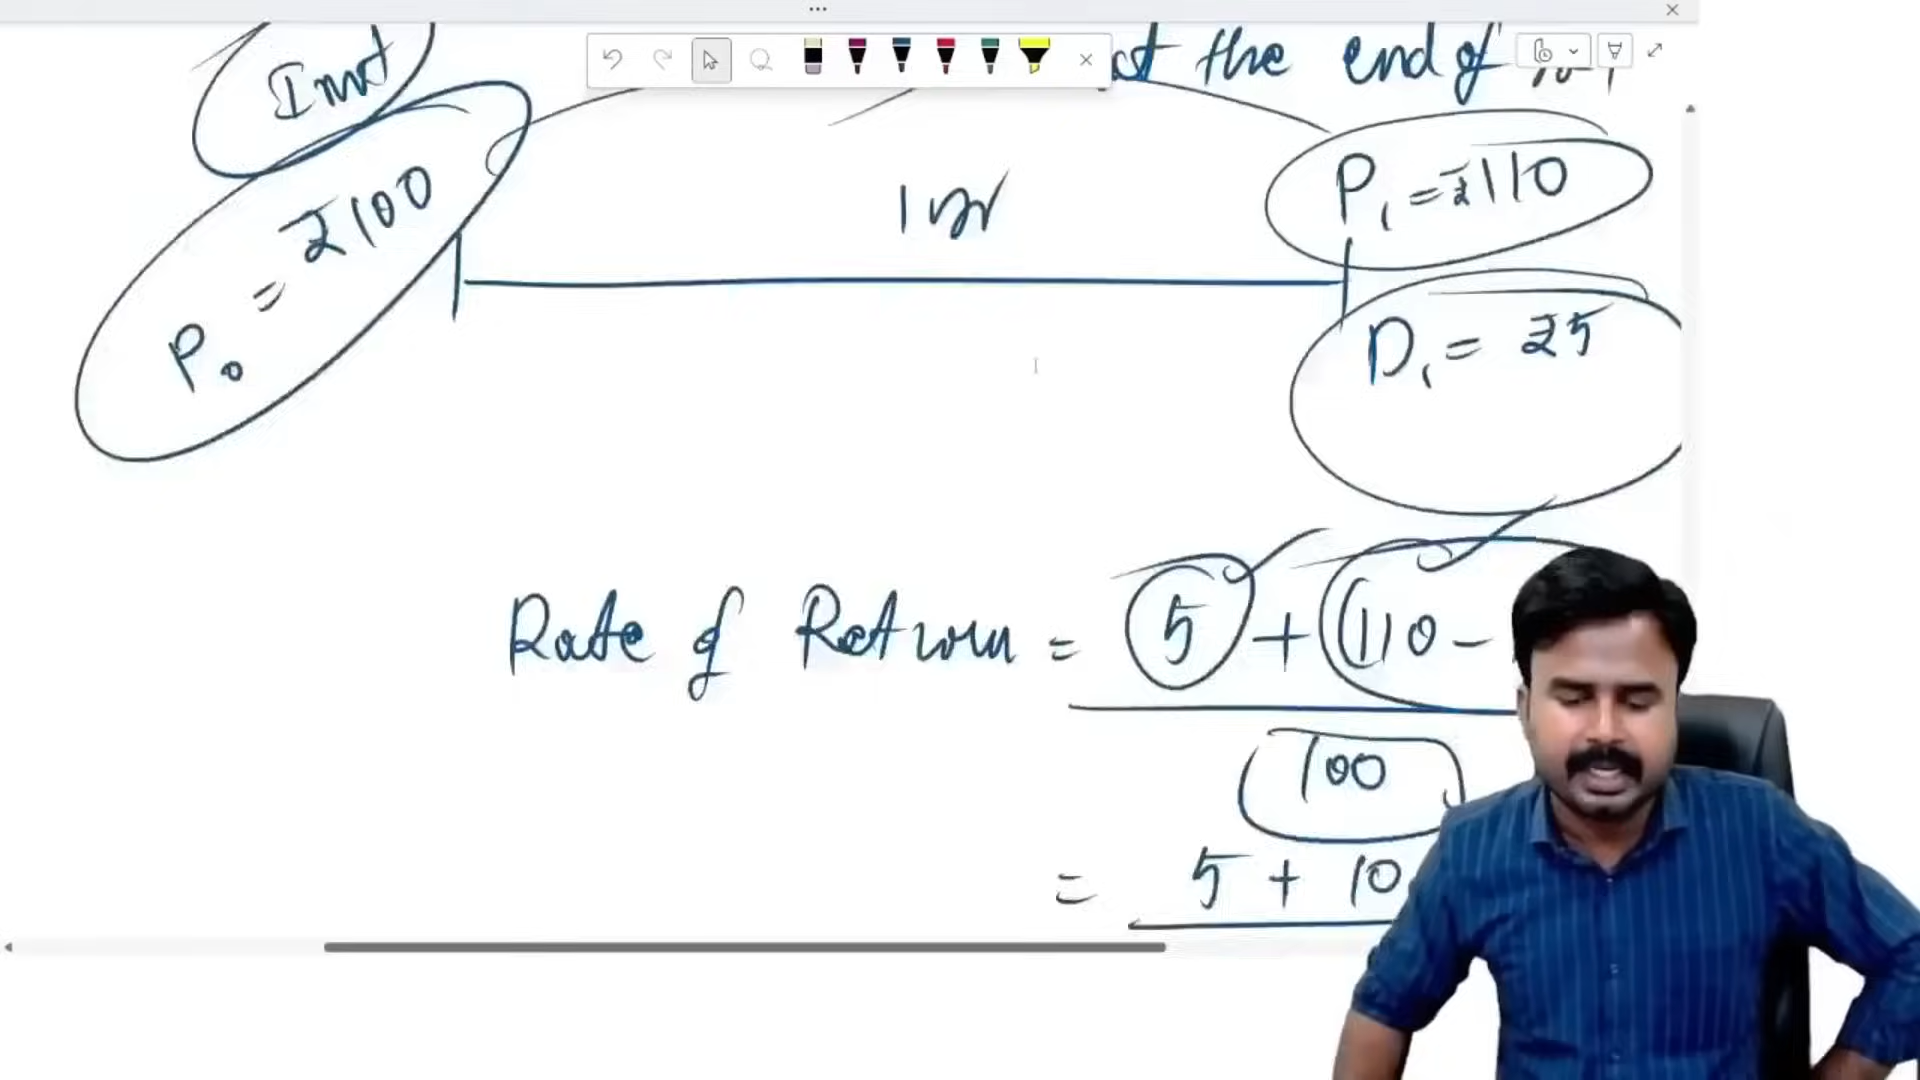 Invt
at the end of
P₀ = ₹100
1 yr
P₁ = ₹110
D₁ = ₹5
Rate of Return = 5 + (110 -
100
= 5 + 10